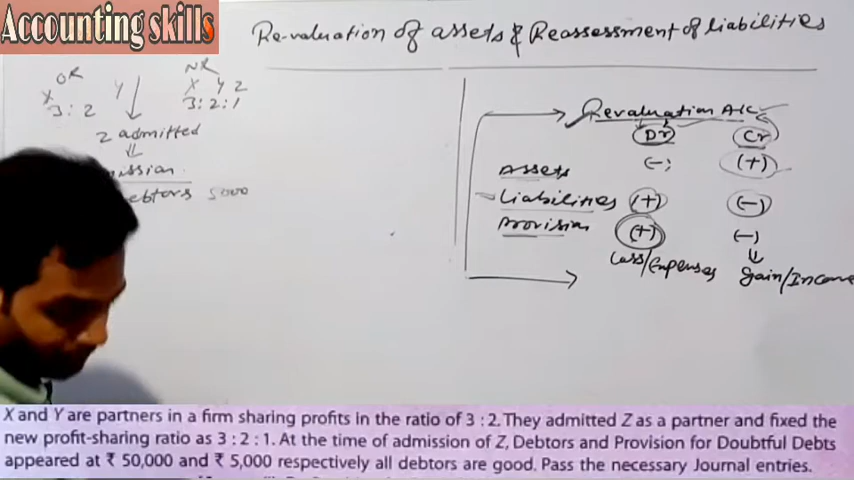 Accounting skills
Re-valuation of assets & Reassessment of liabilities
OR
X Y
3 : 2
NR
X Y Z
3 : 2 : 1
Z admitted
ission
ebtors 5000
Revaluation A/C
Dr Cr
Assets (-) (+)
Liabilities (+) (-)
Provision (+) (-)
Loss/Expenses
Gain/Income
X and Y are partners in a firm sharing profits in the ratio of 3 : 2. They admitted Z as a partner and fixed the
new profit-sharing ratio as 3 : 2 : 1. At the time of admission of Z, Debtors and Provision for Doubtful Debts
appeared at ₹ 50,000 and ₹ 5,000 respectively all debtors are good. Pass the necessary Journal entries.